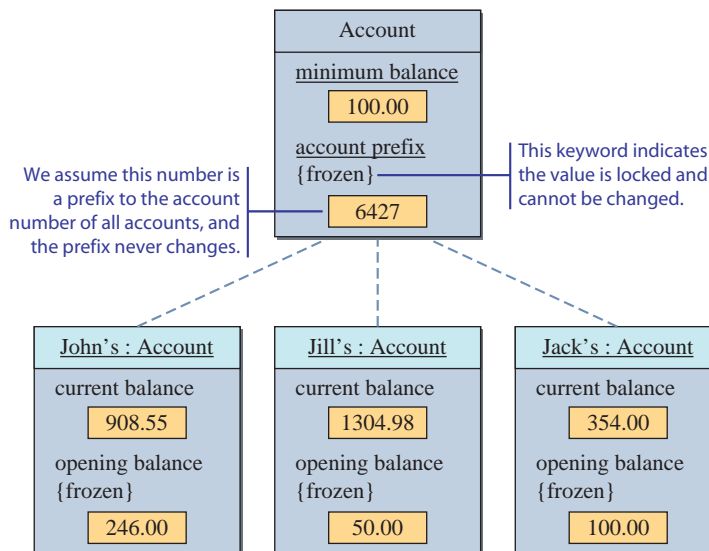 Account
minimum balance
100.00
account prefix
{frozen}
6427
We assume this number is
a prefix to the account
number of all accounts, and
the prefix never changes.
This keyword indicates
the value is locked and
cannot be changed.
John's : Account
current balance
908.55
opening balance
{frozen}
246.00
Jill's : Account
current balance
1304.98
opening balance
{frozen}
50.00
Jack's : Account
current balance
354.00
opening balance
{frozen}
100.00